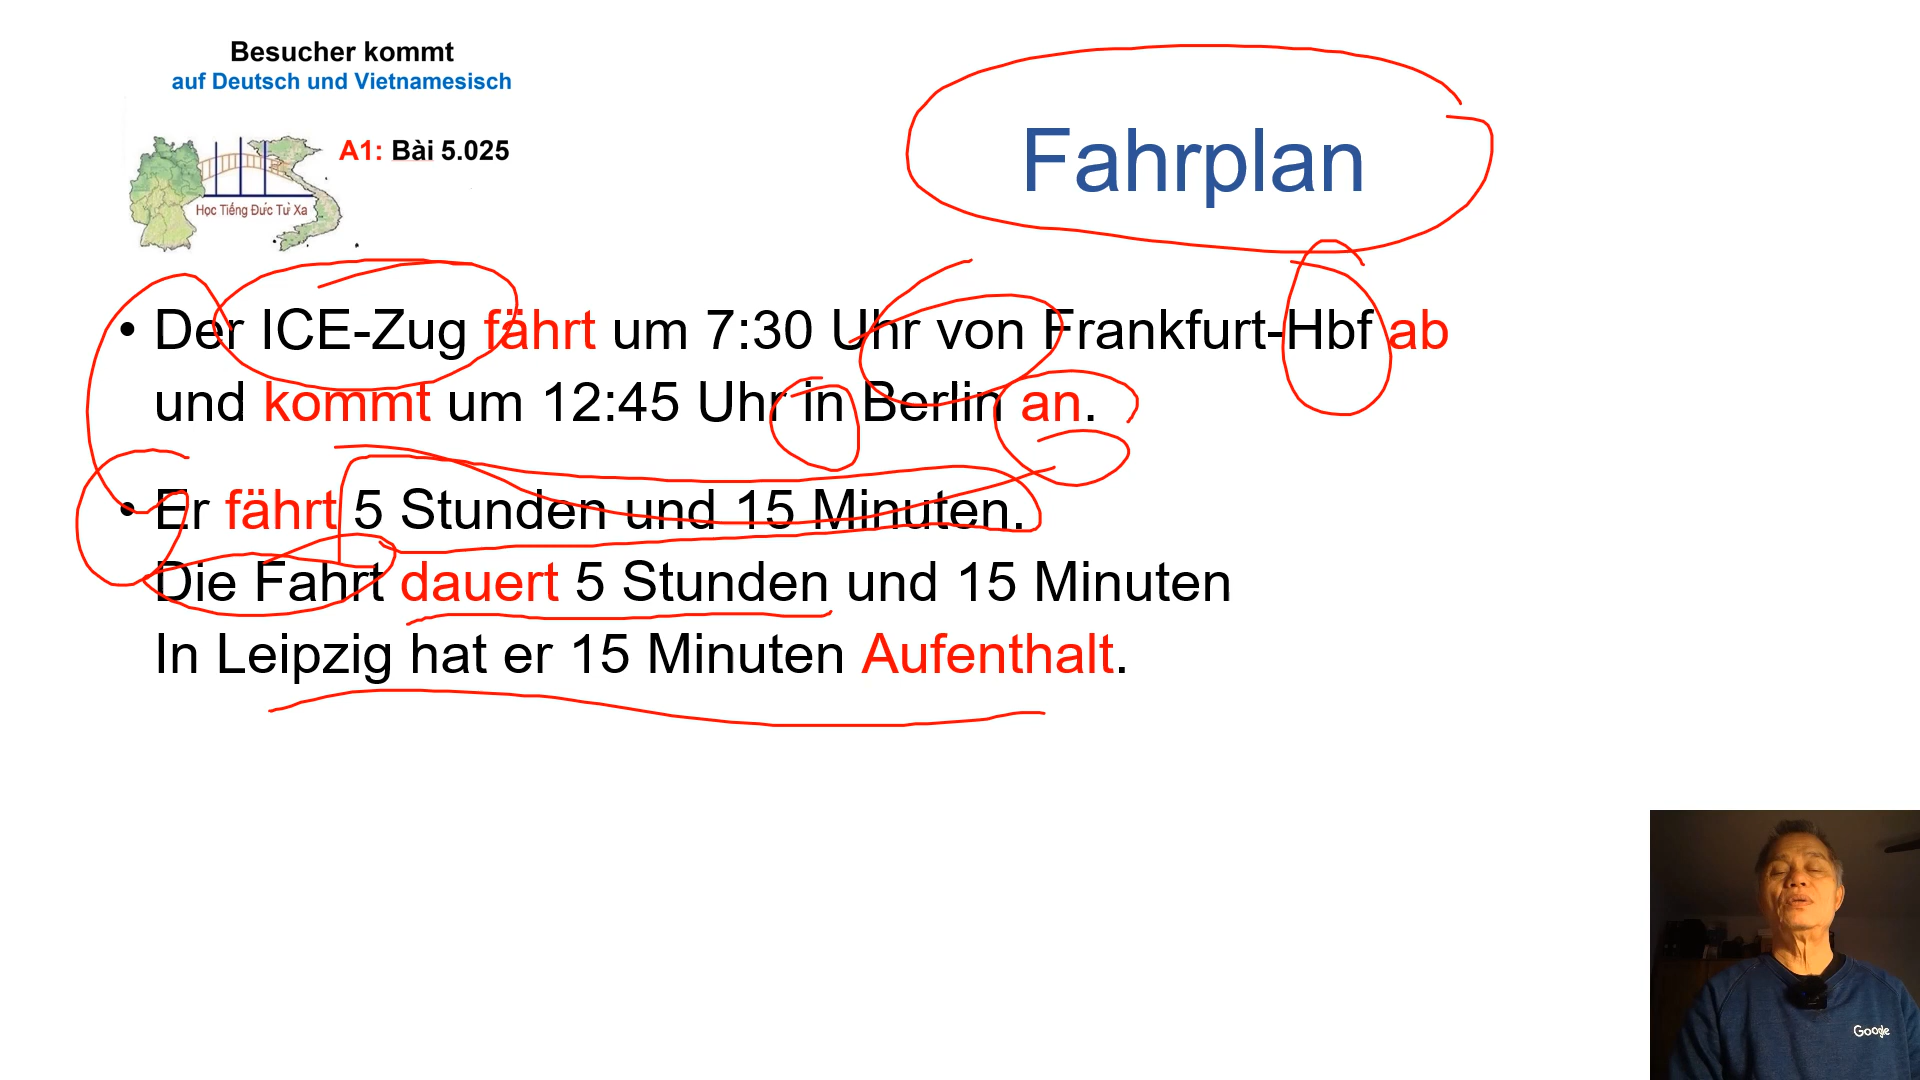 Besucher kommt
auf Deutsch und Vietnamesisch
A1: Bài 5.025
Học Tiếng Đức Từ Xa
Fahrplan
• Der ICE-Zug fährt um 7:30 Uhr von Frankfurt-Hbf ab
und kommt um 12:45 Uhr in Berlin an.
• Er fährt 5 Stunden und 15 Minuten.
Die Fahrt dauert 5 Stunden und 15 Minuten
In Leipzig hat er 15 Minuten Aufenthalt.
Google